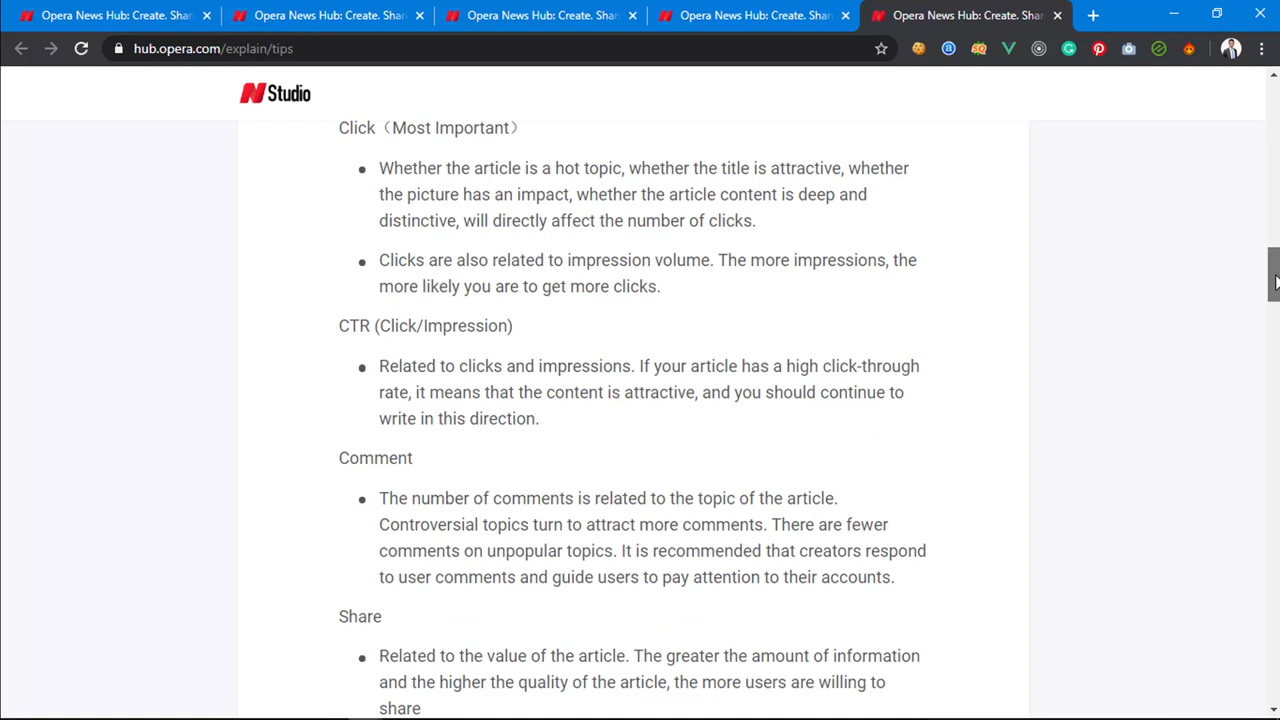 Opera News Hub: Create. Shar
Opera News Hub: Create. Shar
Opera News Hub: Create. Shar
Opera News Hub: Create. Shar
Opera News Hub: Create. Shar
hub.opera.com/explain/tips
N Studio
Click（Most Important）
Whether the article is a hot topic, whether the title is attractive, whether
the picture has an impact, whether the article content is deep and
distinctive, will directly affect the number of clicks.
Clicks are also related to impression volume. The more impressions, the
more likely you are to get more clicks.
CTR (Click/Impression)
Related to clicks and impressions. If your article has a high click-through
rate, it means that the content is attractive, and you should continue to
write in this direction.
Comment
The number of comments is related to the topic of the article.
Controversial topics turn to attract more comments. There are fewer
comments on unpopular topics. It is recommended that creators respond
to user comments and guide users to pay attention to their accounts.
Share
Related to the value of the article. The greater the amount of information
and the higher the quality of the article, the more users are willing to
share